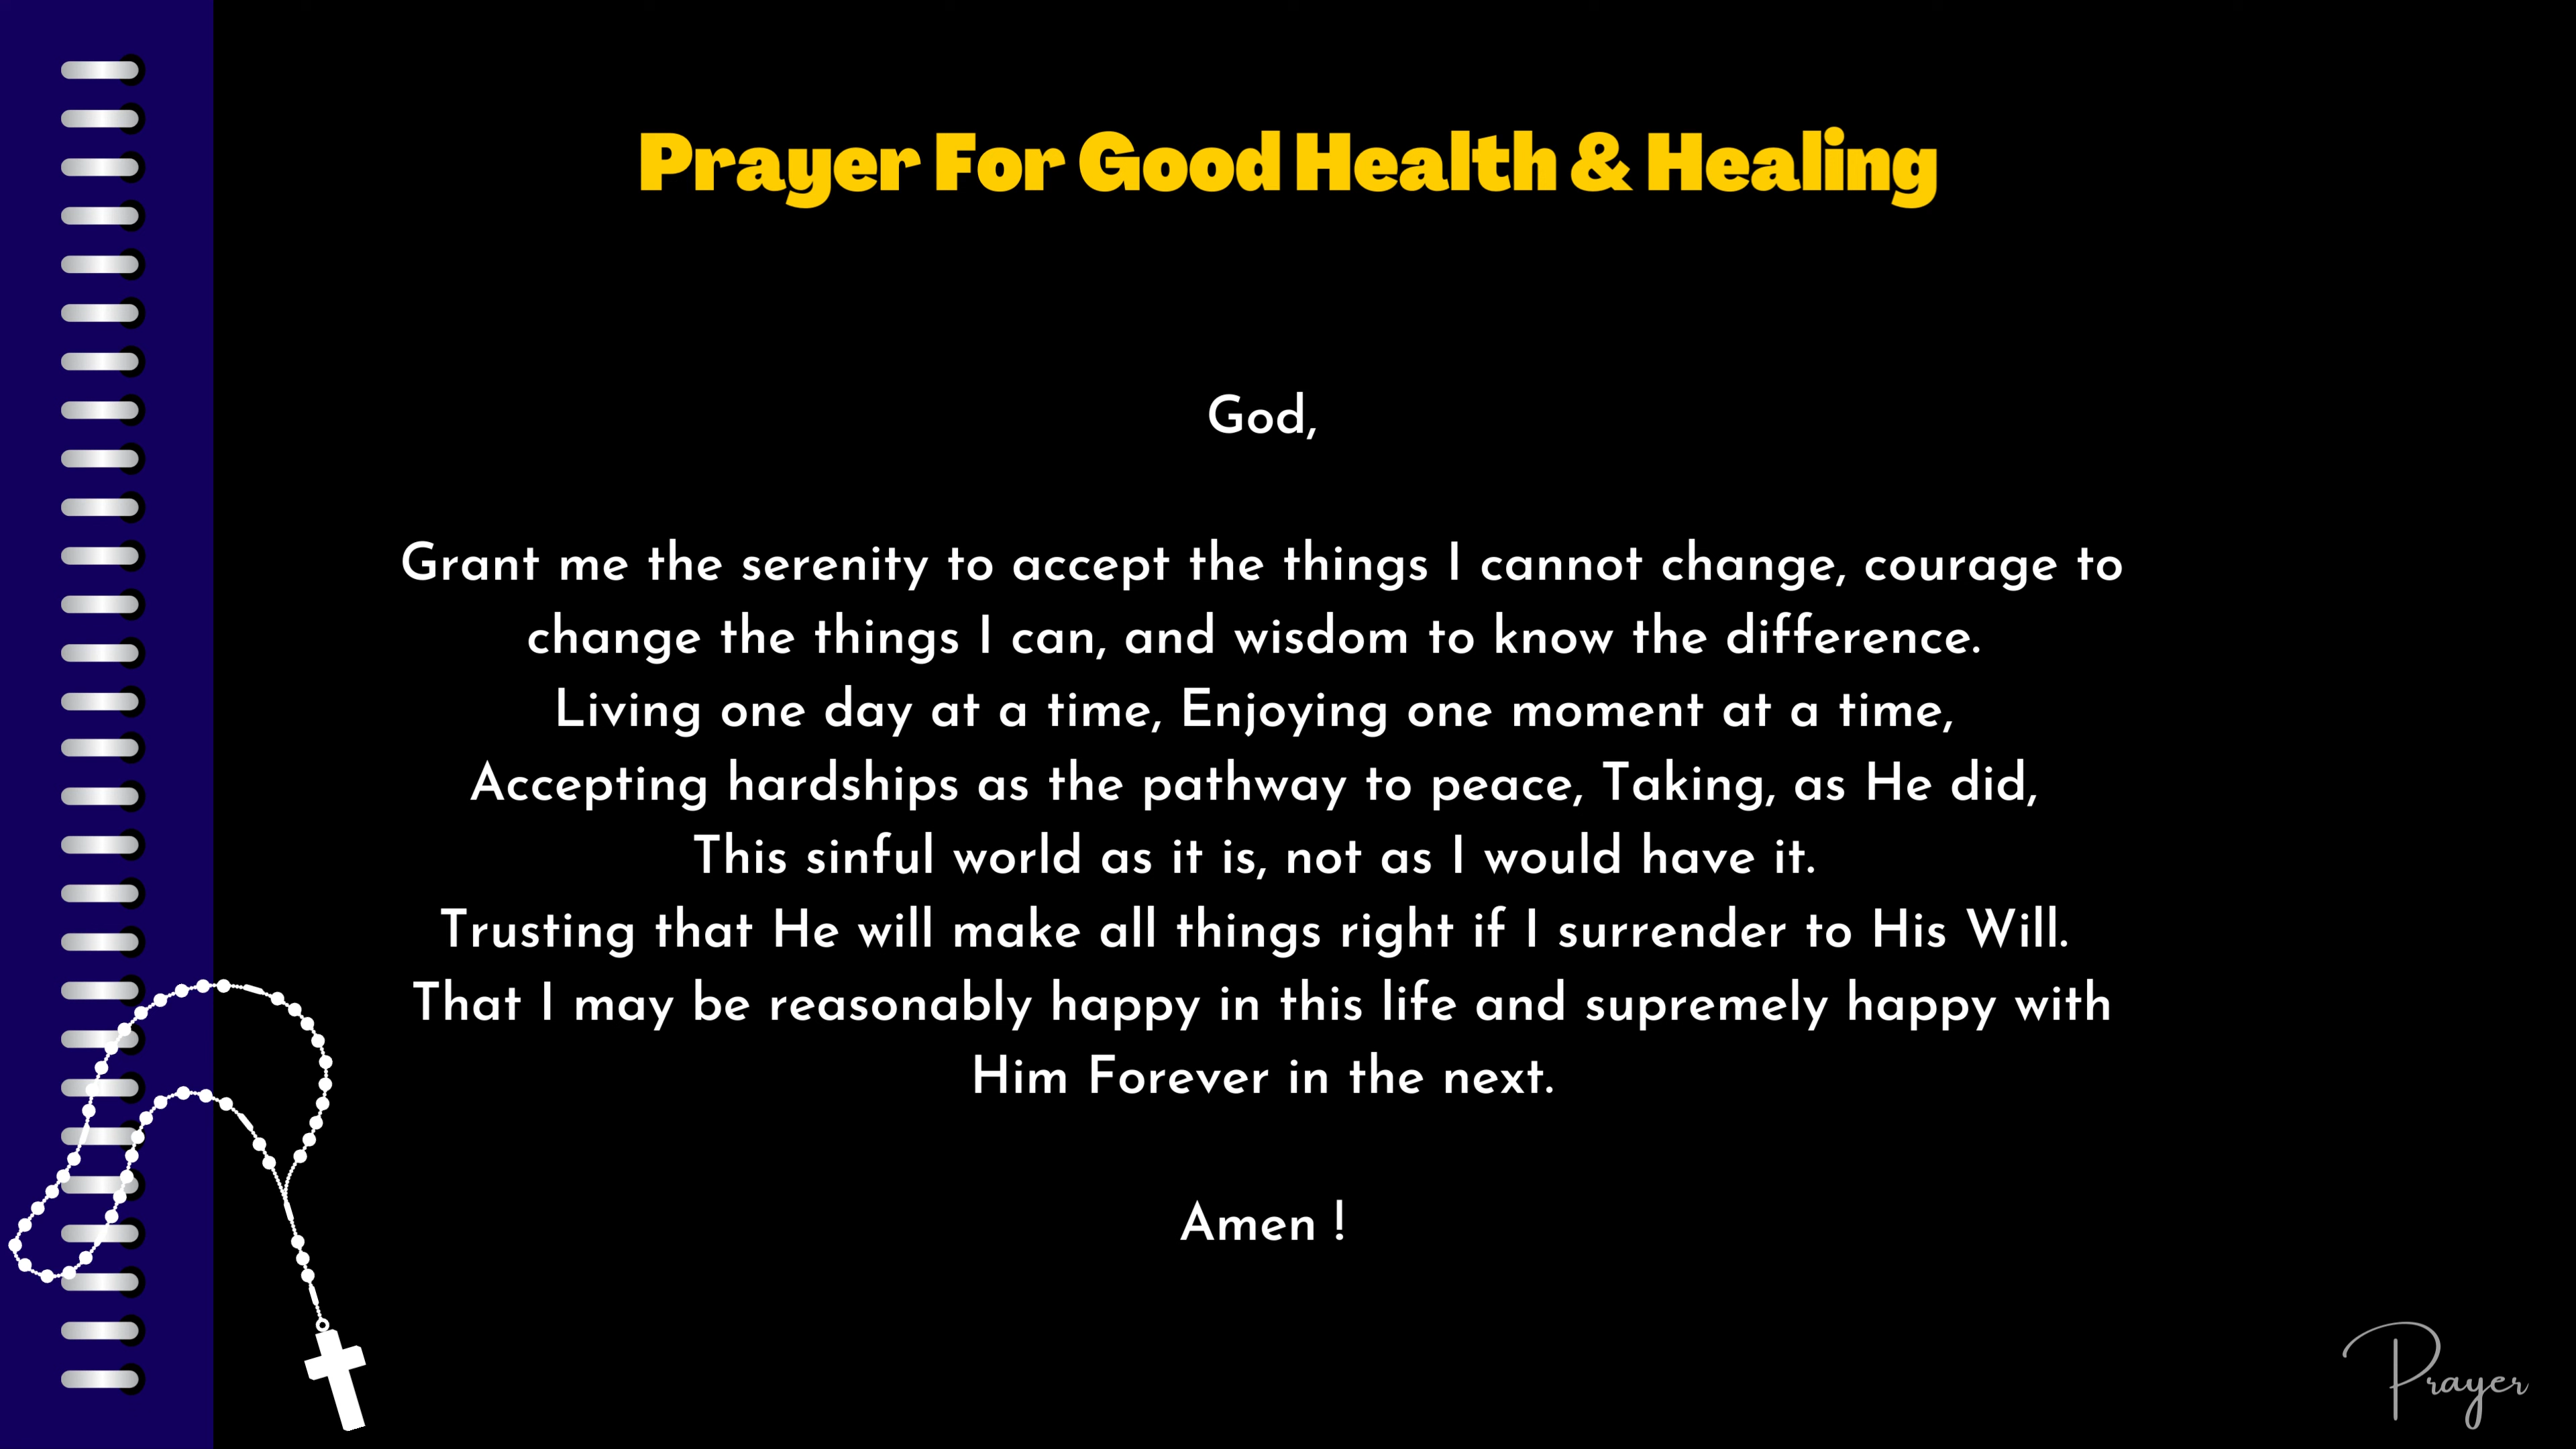 Prayer For Good Health & Healing
God,
Grant me the serenity to accept the things I cannot change, courage to
change the things I can, and wisdom to know the difference.
Living one day at a time, Enjoying one moment at a time,
Accepting hardships as the pathway to peace, Taking, as He did,
This sinful world as it is, not as I would have it.
Trusting that He will make all things right if I surrender to His Will.
That I may be reasonably happy in this life and supremely happy with
Him Forever in the next.
Amen !
Prayer